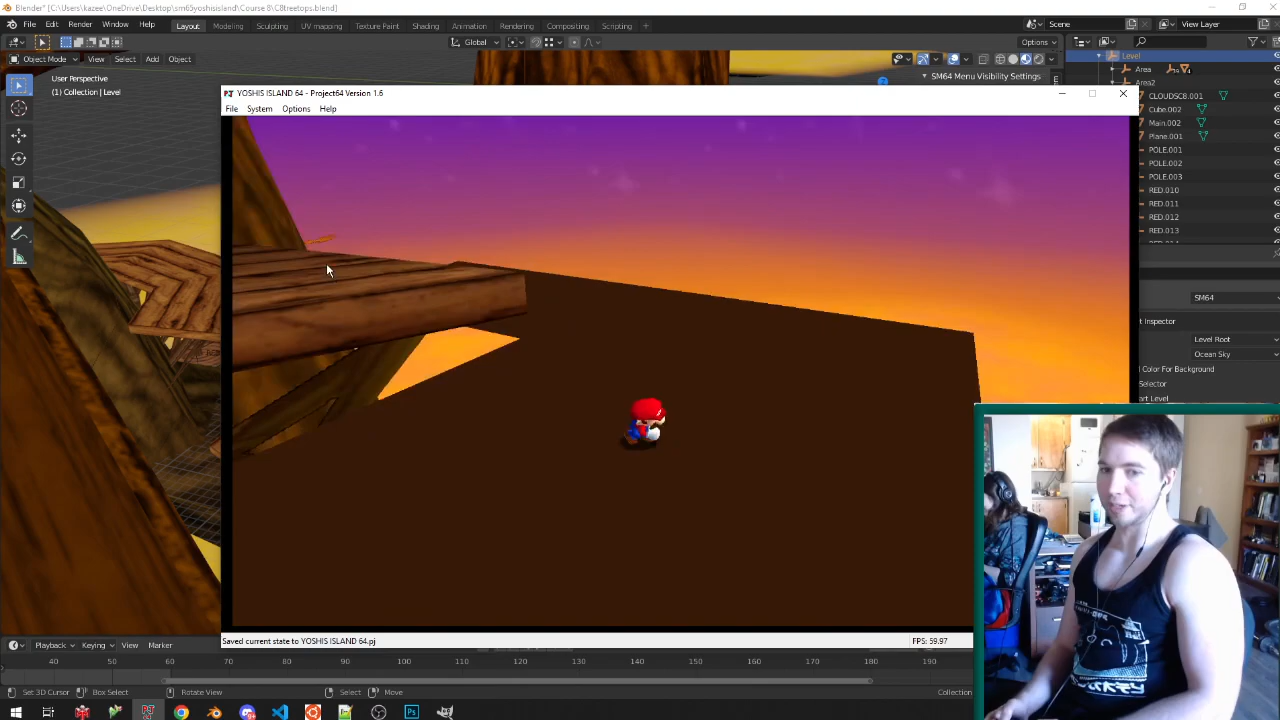 Blender* [C:\Users\kazee\OneDrive\Desktop\sm65yoshisisland\Course 8\C8treetops.blend]
File Edit Render Window Help Layout Modeling Sculpting UV mapping Texture Paint Shading Animation Rendering Compositing Scripting + Scene View Layer
Global Options
Object Mode View Select Add Object
User Perspective
(1) Collection | Level
SM64 Menu Visibility Settings
Level
Area
Area2
CLOUDSC8.001
Cube.002
Main.002
Plane.001
POLE.001
POLE.002
POLE.003
RED.010
RED.011
RED.012
RED.013
YOSHIS ISLAND 64 - Project64 Version 1.6
File System Options Help
SM64
t Inspector
Level Root
Ocean Sky
Color For Background
Selector
Start Level
Saved current state to YOSHIS ISLAND 64.pj
FPS: 59.97
Playback Keying View Marker
40 50 60 70 80 90 100 110 120 130 140 150 160 170 180 190
Set 3D Cursor Box Select Rotate View Select Move Collection